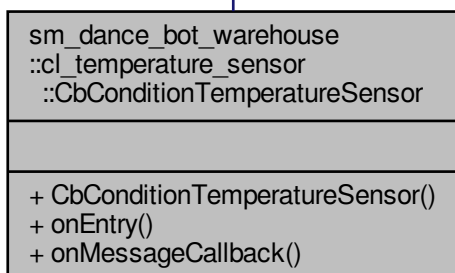 sm_dance_bot_warehouse
::cl_temperature_sensor
::CbConditionTemperatureSensor
+ CbConditionTemperatureSensor()
+ onEntry()
+ onMessageCallback()